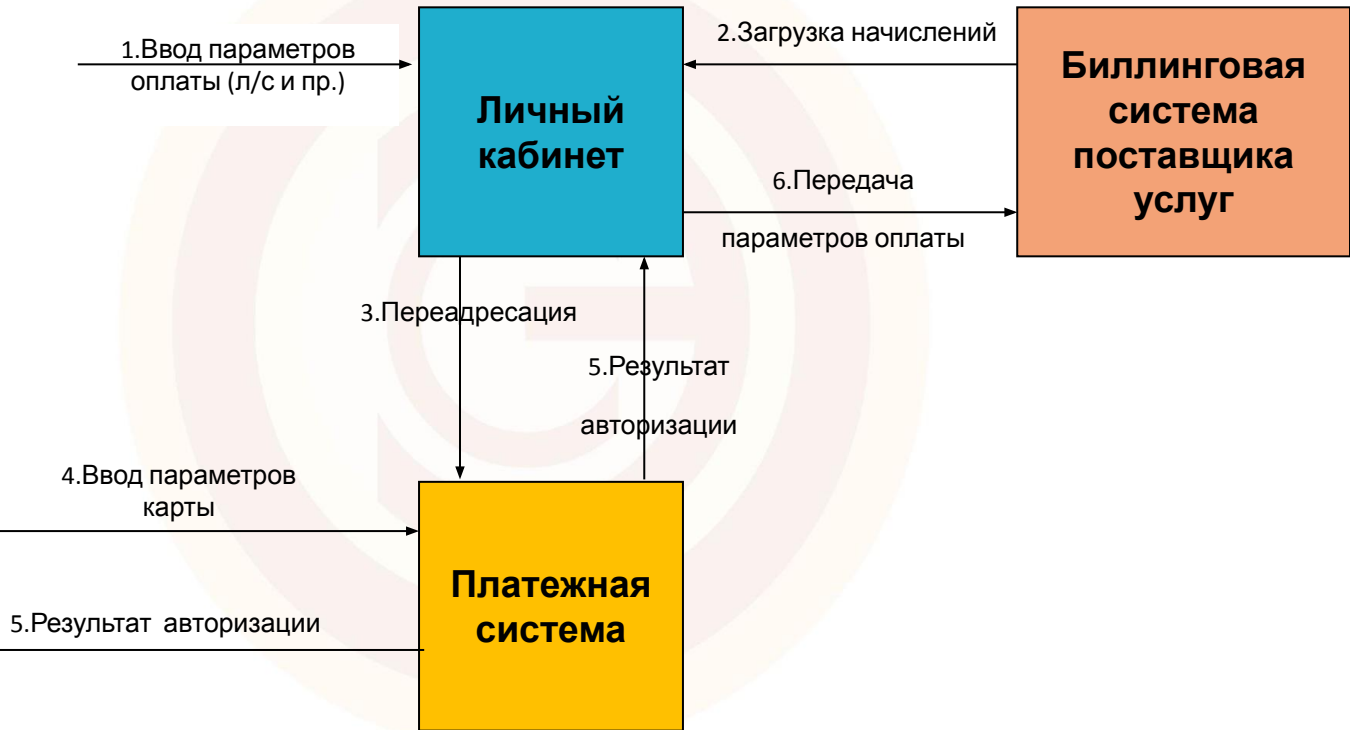 1.Ввод параметров
оплаты (л/с и пр.)
Личный
кабинет
2.Загрузка начислений
Биллинговая
система
поставщика
услуг
6.Передача
параметров оплаты
3.Переадресация
5.Результат
авторизации
4.Ввод параметров
карты
Платежная
система
5.Результат  авторизации